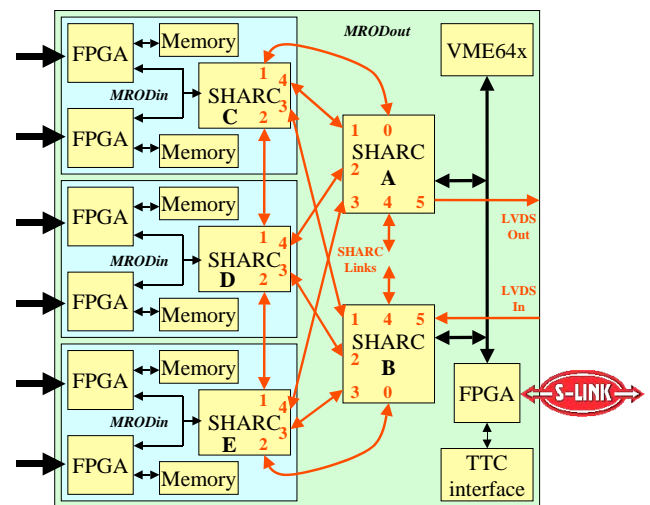 MRODout
FPGA
Memory
MRODin
SHARC
C
1
4
3
2
FPGA
Memory
VME64x
1 0
SHARC
2
A
3 4 5
LVDS
Out
FPGA
Memory
MRODin
SHARC
D
1
4
3
2
FPGA
Memory
SHARC
Links
LVDS
In
1 4 5
SHARC
2
B
3 0
FPGA
Memory
MRODin
SHARC
E
1
4
3
2
FPGA
Memory
FPGA
S-LINK
TTC
interface